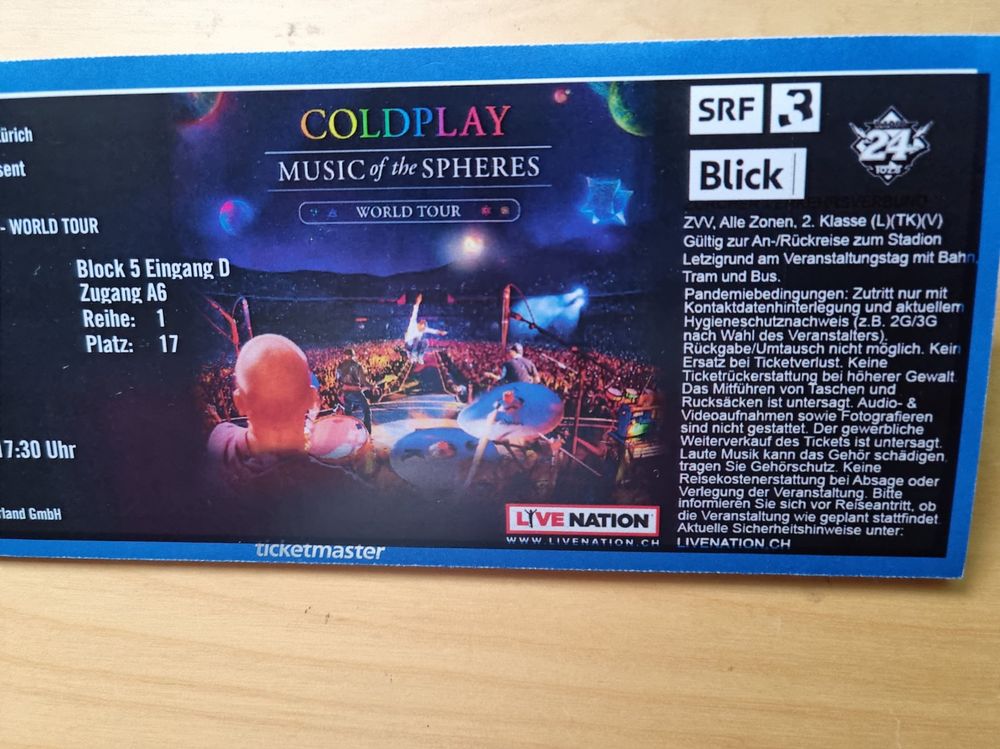 ürich
sent
- WORLD TOUR
Block 5 Eingang D
Zugang A6
Reihe: 1
Platz: 17
17:30 Uhr
rland GmbH
COLDPLAY
MUSIC of the SPHERES
WORLD TOUR
LIVE NATION
WWW.LIVENATION.CH
ticketmaster
SRF 3
Blick
24
ZVV, Alle Zonen, 2. Klasse (L)(TK)(V)
Gültig zur An-/Rückreise zum Stadion
Letzigrund am Veranstaltungstag mit Bahn,
Tram und Bus.
Pandemiebedingungen: Zutritt nur mit
Kontaktdatenhinterlegung und aktuellem
Hygieneschutznachweis (z.B. 2G/3G
nach Wahl des Veranstalters).
Rückgabe/Umtausch nicht möglich. Kein
Ersatz bei Ticketverlust. Keine
Ticketrückerstattung bei höherer Gewalt.
Das Mitführen von Taschen und
Rucksäcken ist untersagt. Audio- &
Videoaufnahmen sowie Fotografieren
sind nicht gestattet. Der gewerbliche
Weiterverkauf des Tickets ist untersagt.
Laute Musik kann das Gehör schädigen,
tragen Sie Gehörschutz. Keine
Reisekostenerstattung bei Absage oder
Verlegung der Veranstaltung. Bitte
informieren Sie sich vor Reiseantritt, ob
die Veranstaltung wie geplant stattfindet.
Aktuelle Sicherheitshinweise unter:
LIVENATION.CH